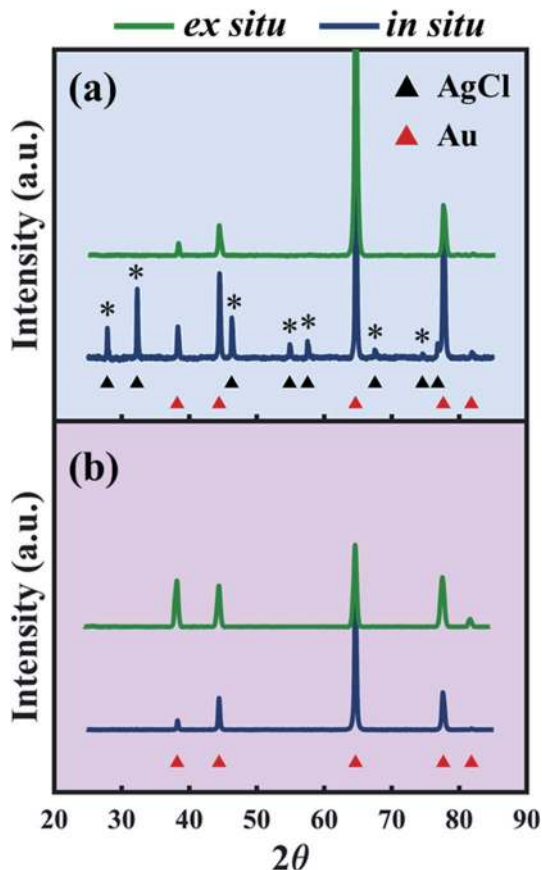 ex situ in situ
(a)
AgCl
Au
Intensity (a.u.)
* * * * * * *
(b)
Intensity (a.u.)
20 30 40 50 60 70 80 90
2θ